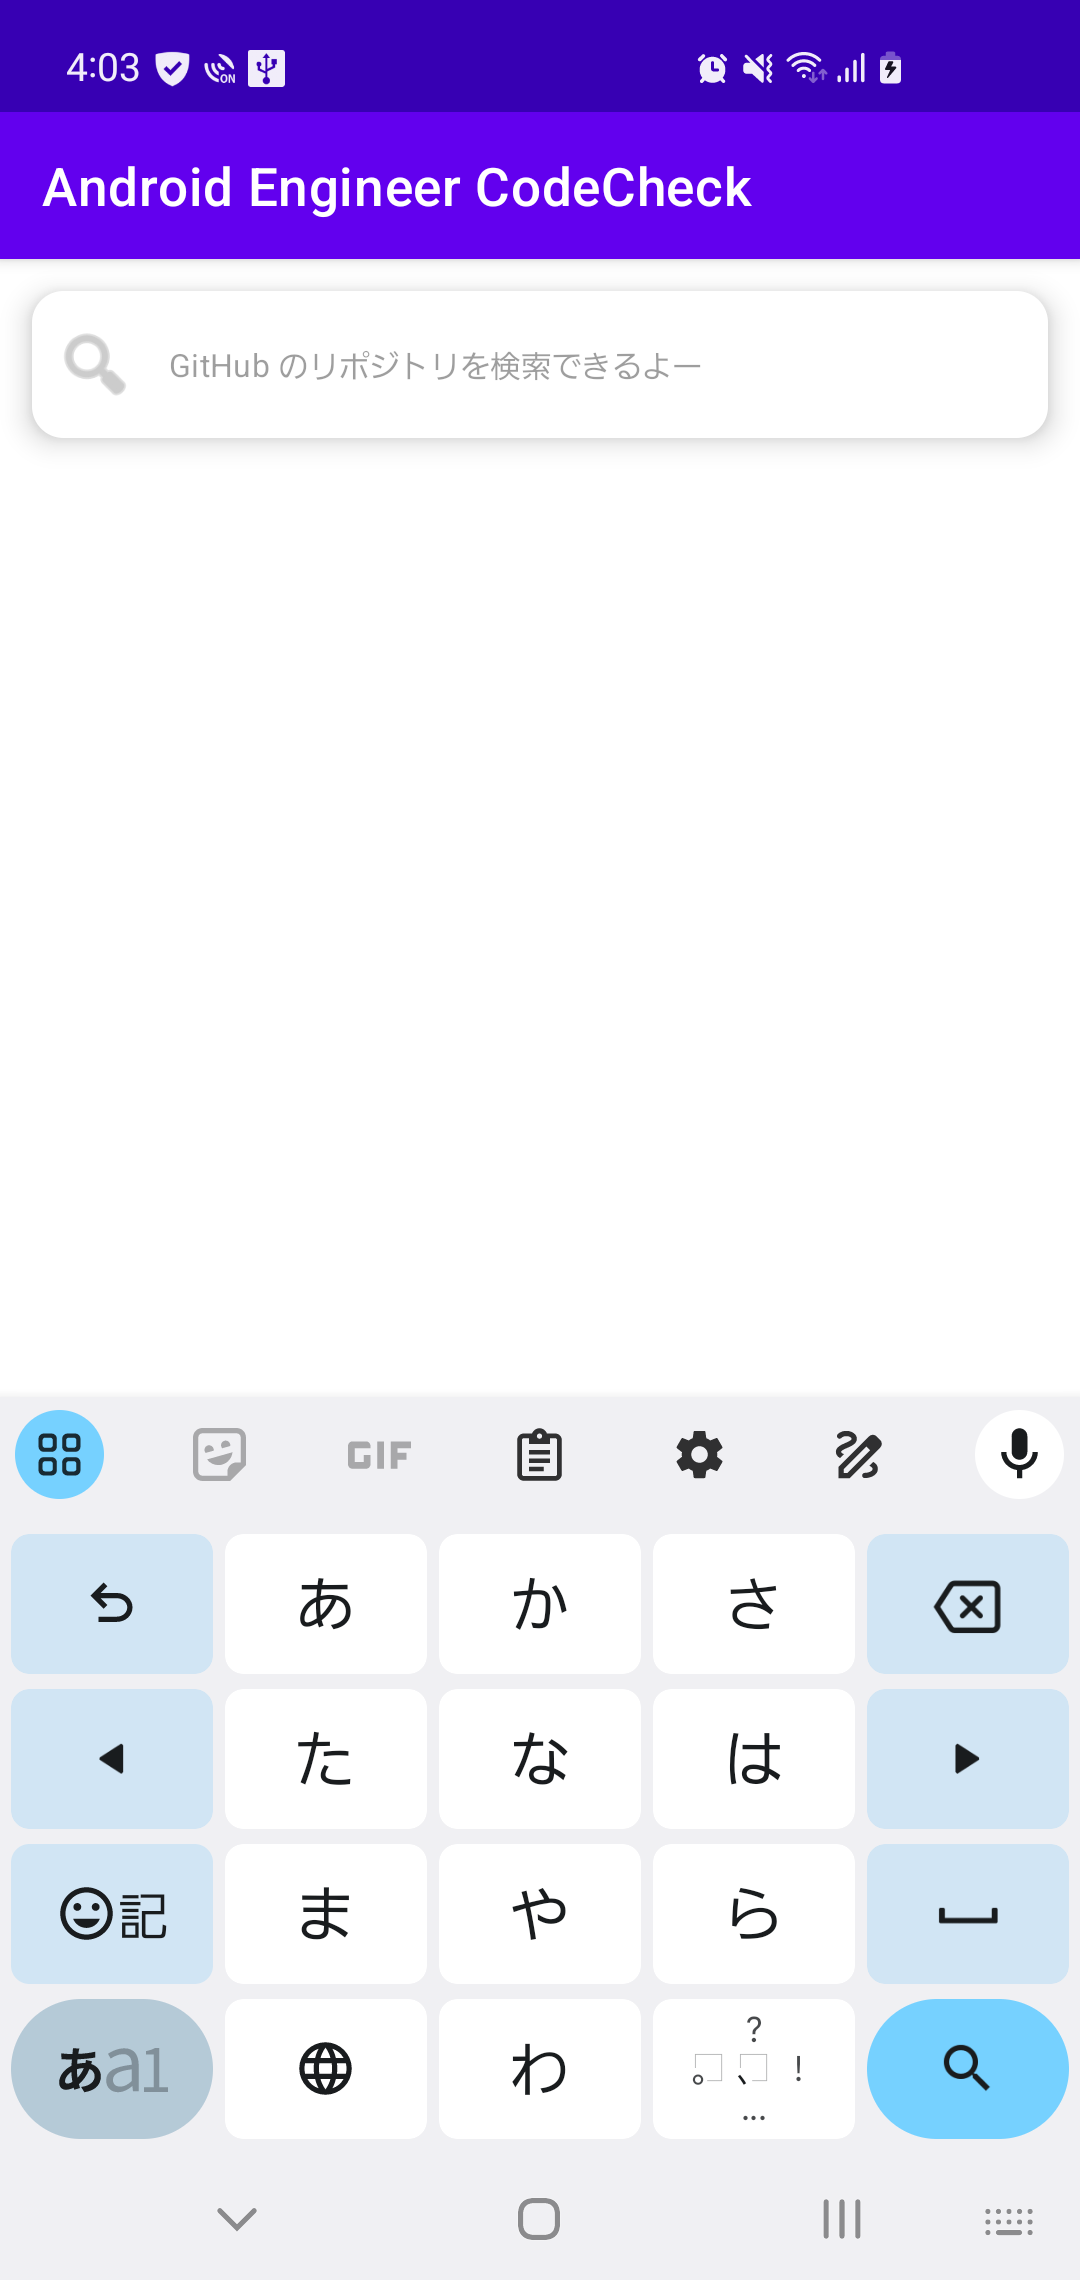 4:03 ON
Android Engineer CodeCheck
GitHub のリポジトリを検索できるよー
GIF
あ か さ
た な は
記 ま や ら
あa1 わ 。、?!…